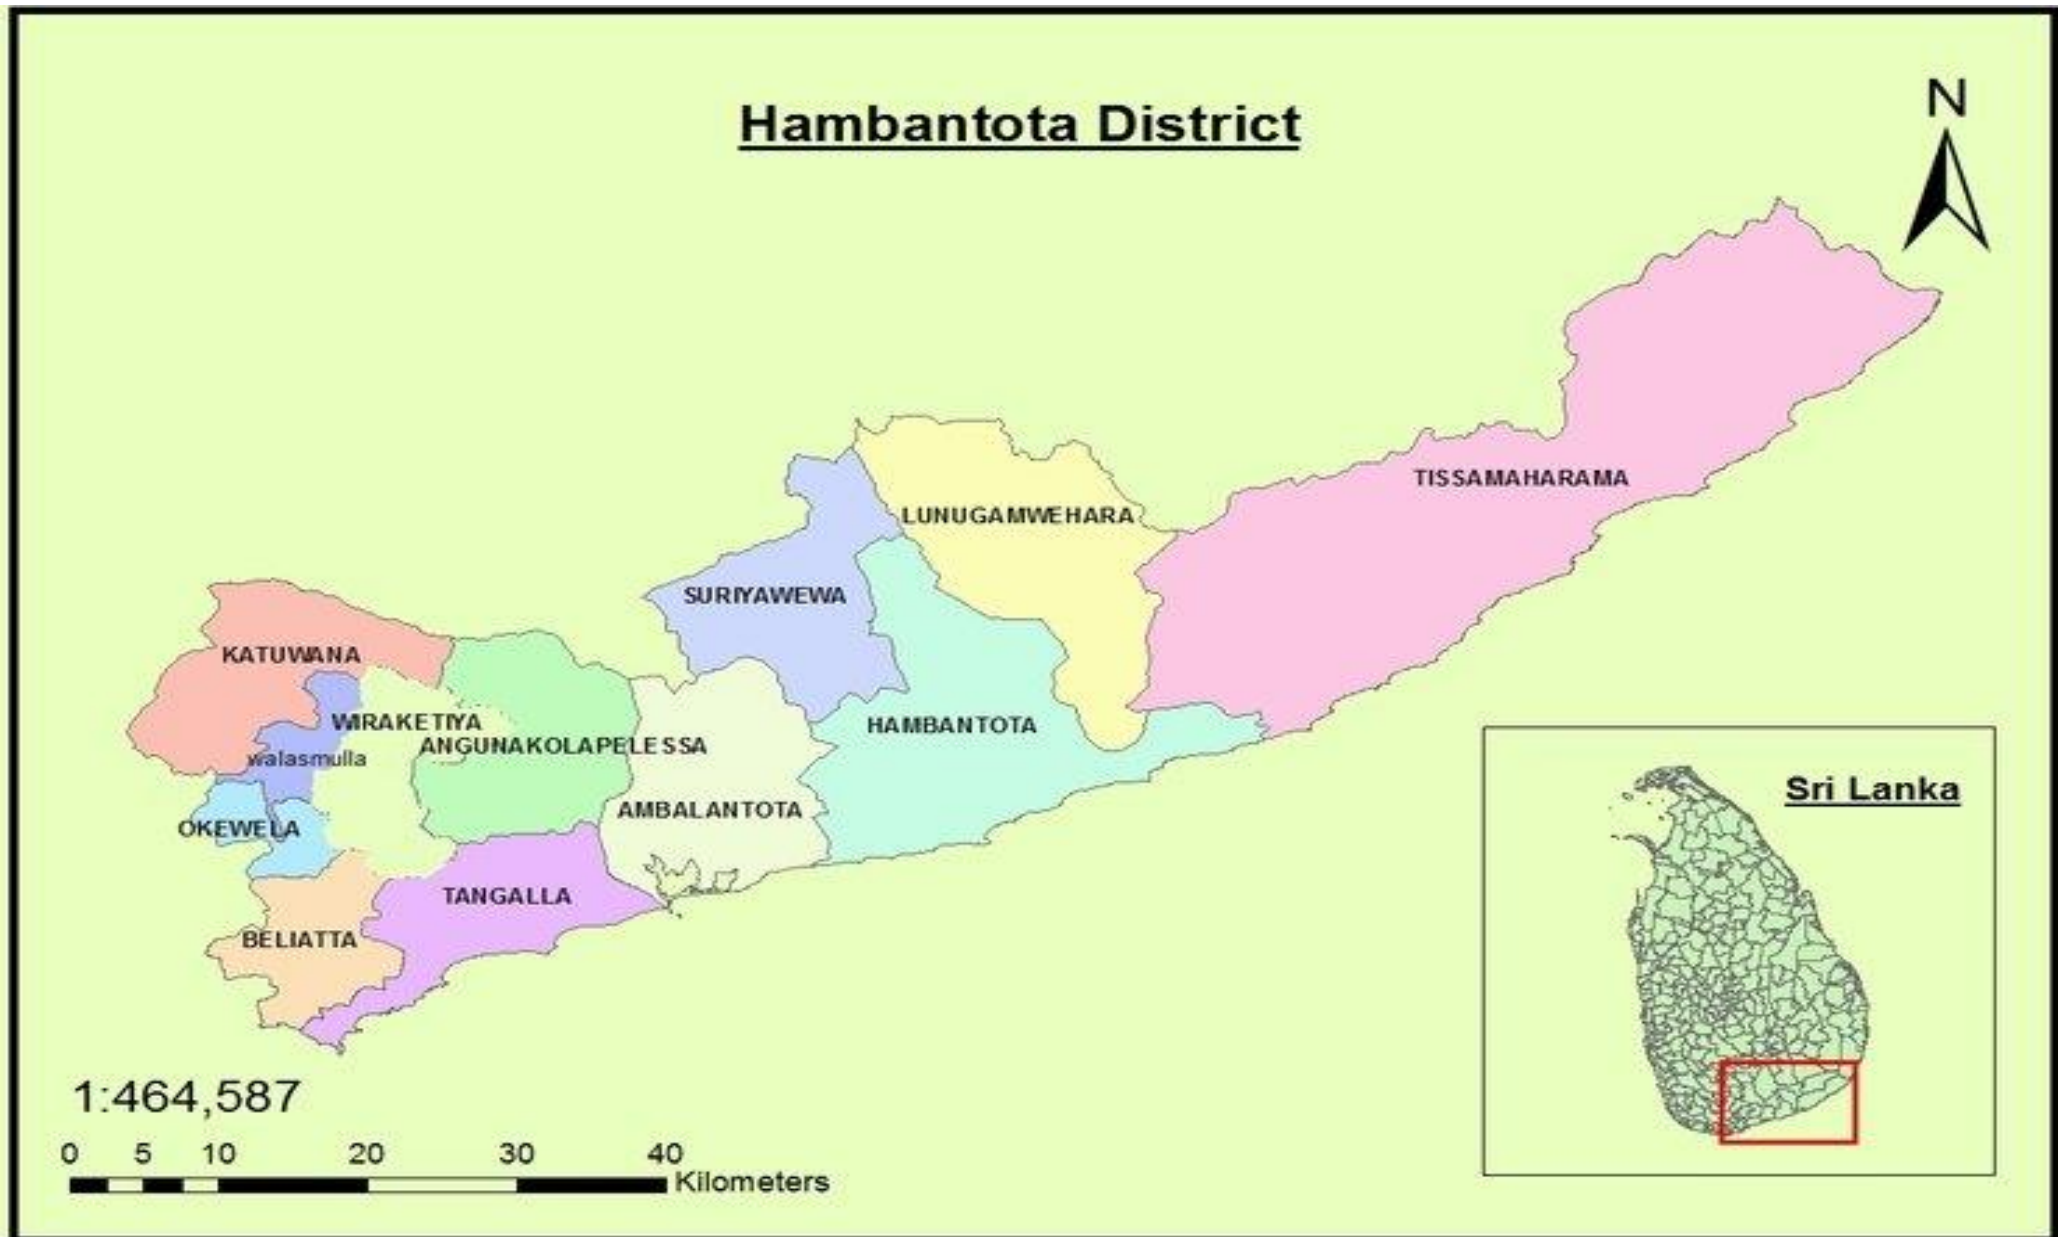 Hambantota District
N
TISSAMAHARAMA
LUNUGAMWEHARA
SURIYAWEWA
KATUWANA
WIRAKETIYA
HAMBANTOTA
ANGUNAKOLAPELESSA
walasmulla
AMBALANTOTA
OKEWELA
TANGALLA
BELIATTA
Sri Lanka
1:464,587
0 5 10 20 30 40
Kilometers